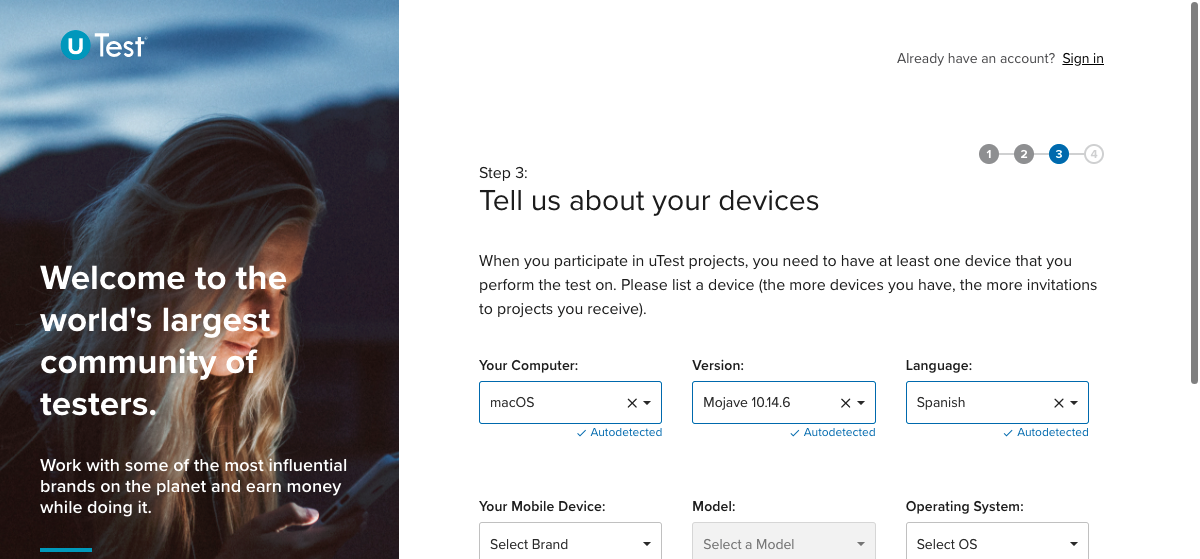 u Test
Already have an account? Sign in
1 2 3 4
Step 3:
Tell us about your devices
Welcome to the
world's largest
community of
testers.
Work with some of the most influential
brands on the planet and earn money
while doing it.
When you participate in uTest projects, you need to have at least one device that you
perform the test on. Please list a device (the more devices you have, the more invitations
to projects you receive).
Your Computer: Version: Language:
macOS Mojave 10.14.6 Spanish
Autodetected Autodetected Autodetected
Your Mobile Device: Model: Operating System:
Select Brand Select a Model Select OS